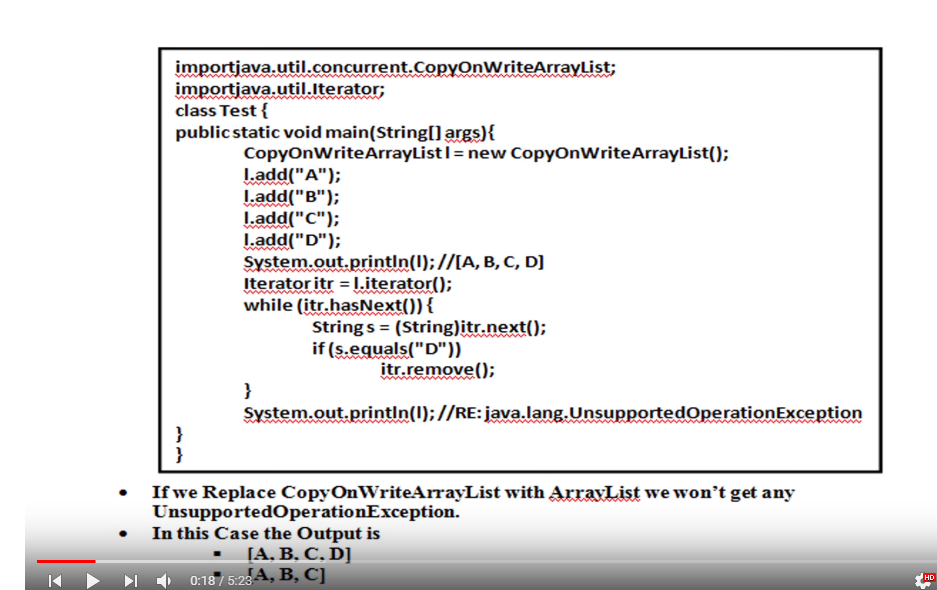 importjava.util.concurrent.CopyOnWriteArrayList;
importjava.util.Iterator;
class Test {
public static void main(String[] args){
CopyOnWriteArrayList l = new CopyOnWriteArrayList();
l.add("A");
l.add("B");
l.add("C");
l.add("D");
System.out.println(l); //[A, B, C, D]
Iterator itr = l.iterator();
while (itr.hasNext()) {
String s = (String)itr.next();
if (s.equals("D"))
itr.remove();
}
System.out.println(l); //RE: java.lang.UnsupportedOperationException
}
}
• If we Replace CopyOnWriteArrayList with ArrayList we won't get any
UnsupportedOperationException.
• In this Case the Output is
▪ [A, B, C, D]
▪ [A, B, C]
0:18 / 5:23
HD